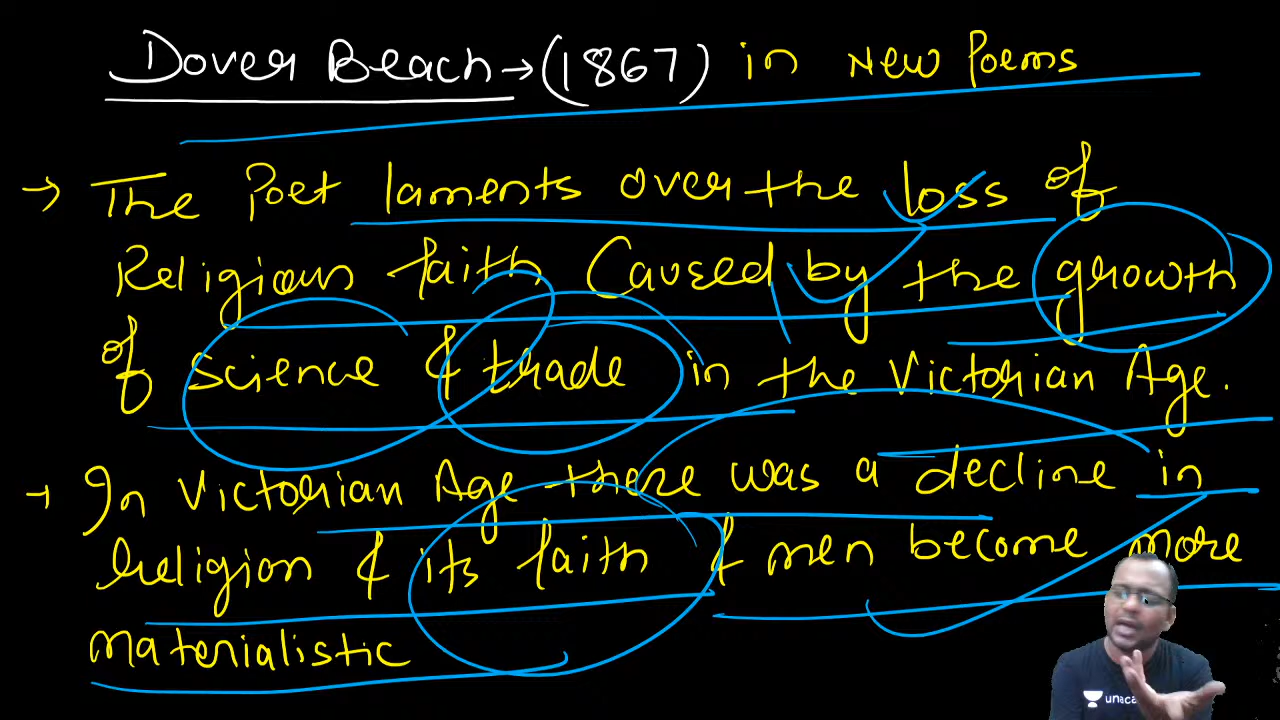 Dover Beach → (1867) in New Poems
→ The Poet laments over the loss of
Religious faith Caused by the growth
of science & trade in the Victorian Age.
→ In Victorian Age there was a decline in
Religion & its faith & men become more
materialistic
unaca